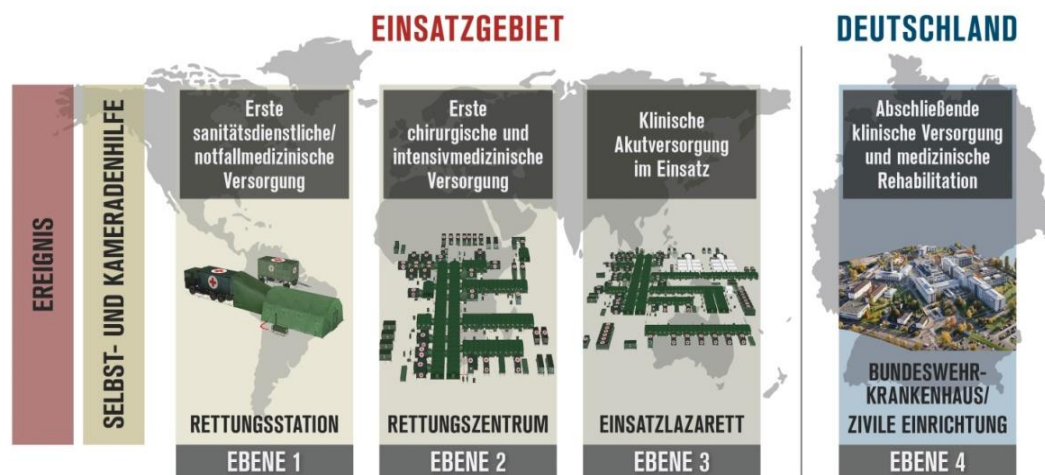 EINSATZGEBIET
DEUTSCHLAND
EREIGNIS
SELBST- UND KAMERADENHILFE
Erste
sanitätsdienstliche/
notfallmedizinische
Versorgung
RETTUNGSSTATION
EBENE 1
Erste
chirurgische und
intensivmedizinische
Versorgung
RETTUNGSZENTRUM
EBENE 2
Klinische
Akutversorgung
im Einsatz
EINSATZLAZARETT
EBENE 3
Abschließende
klinische Versorgung
und medizinische
Rehabilitation
BUNDESWEHR-
KRANKENHAUS/
ZIVILE EINRICHTUNG
EBENE 4